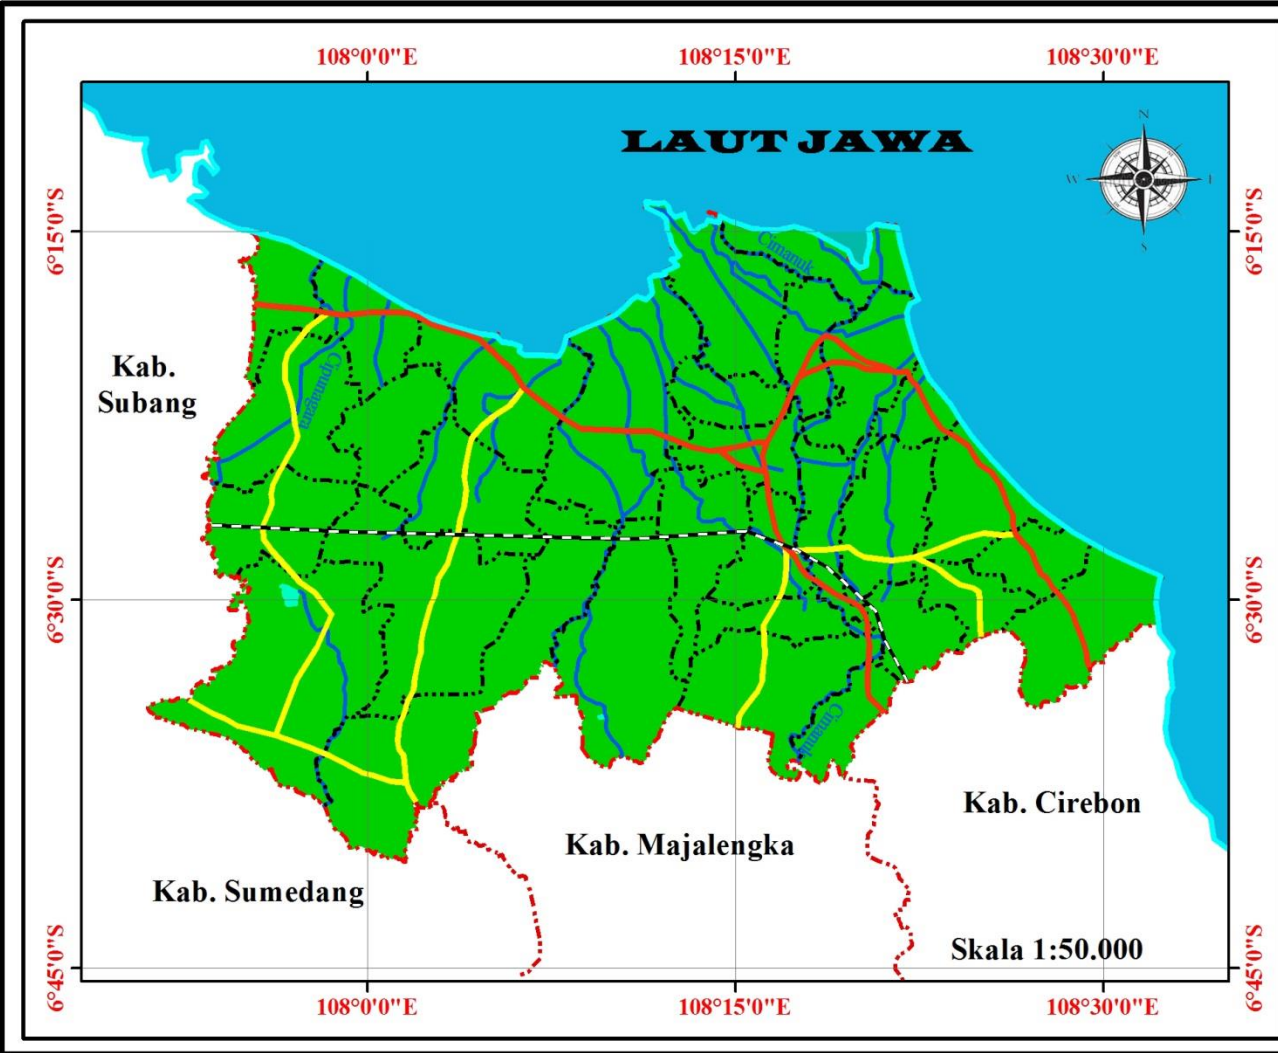 108°0'0"E
108°15'0"E
108°30'0"E
N
LAUT JAWA
W
S
6°15'0"S
6°15'0"S
Cimanuk
Kab.
Subang
Cipunagara
6°30'0"S
6°30'0"S
Cimanuk
Kab. Cirebon
Kab. Majalengka
Kab. Sumedang
Skala 1:50.000
6°45'0"S
6°45'0"S
108°0'0"E
108°15'0"E
108°30'0"E